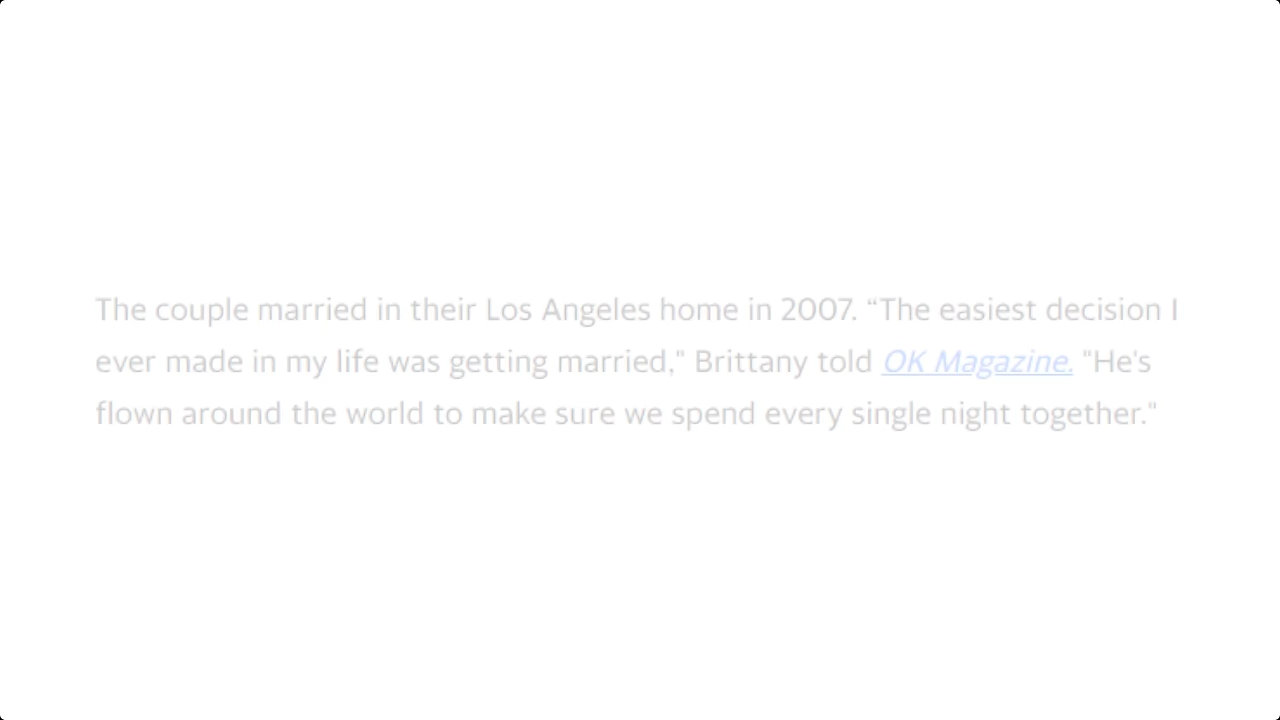 The couple married in their Los Angeles home in 2007. “The easiest decision I
ever made in my life was getting married," Brittany told OK Magazine. "He's
flown around the world to make sure we spend every single night together."